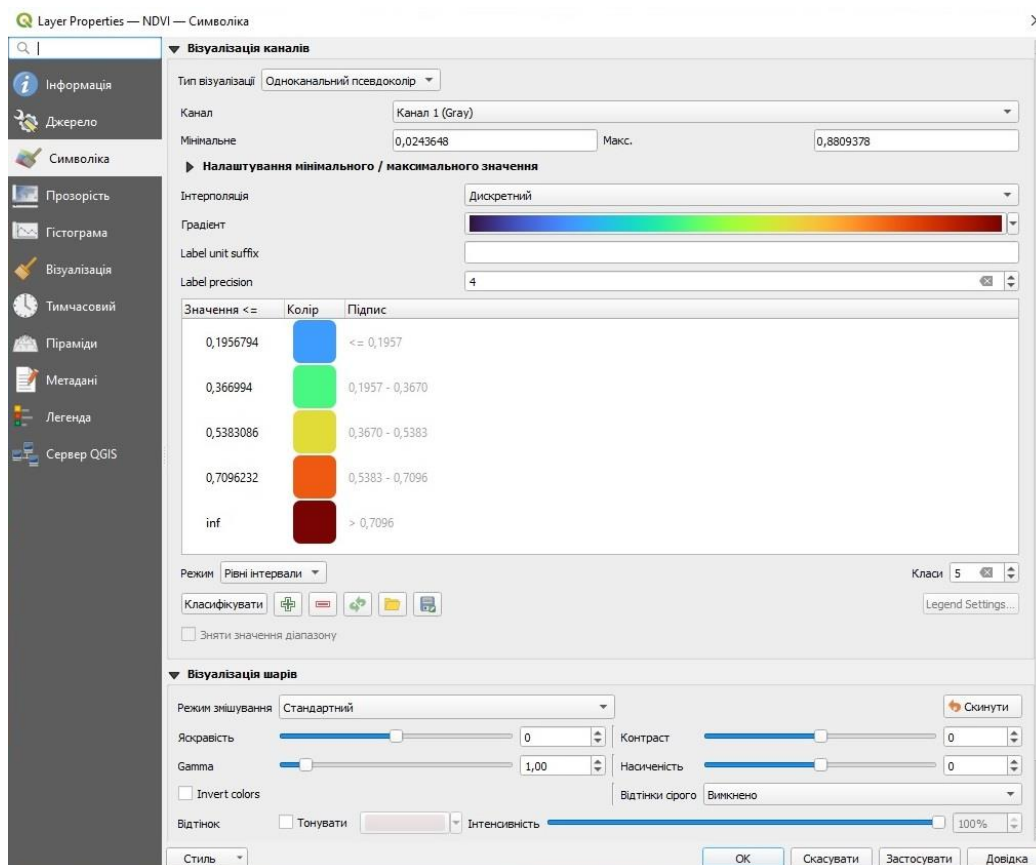 Layer Properties — NDVI — Символіка
Інформація
Джерело
Символіка
Прозорість
Гістограма
Візуалізація
Тимчасовий
Піраміди
Метадані
Легенда
Сервер QGIS
Візуалізація каналів
Тип візуалізації Одноканальний псевдоколір
Канал Канал 1 (Gray)
Мінімальне 0,0243648 Макс. 0,8809378
Налаштування мінімального / максимального значення
Інтерполяція Дискретний
Градієнт
Label unit suffix
Label precision 4
Значення <= Колір Підпис
0,1956794 <= 0,1957
0,366994 0,1957 - 0,3670
0,5383086 0,3670 - 0,5383
0,7096232 0,5383 - 0,7096
inf > 0,7096
Режим Рівні інтервали Класи 5
Класифікувати Legend Settings...
Зняти значення діапазону
Візуалізація шарів
Режим змішування Стандартний Скинути
Яскравість 0 Контраст 0
Gamma 1,00 Насиченість 0
Invert colors Відтінки сірого Вимкнено
Відтінок Тонувати Інтенсивність 100%
Стиль OK Скасувати Застосувати Довідка